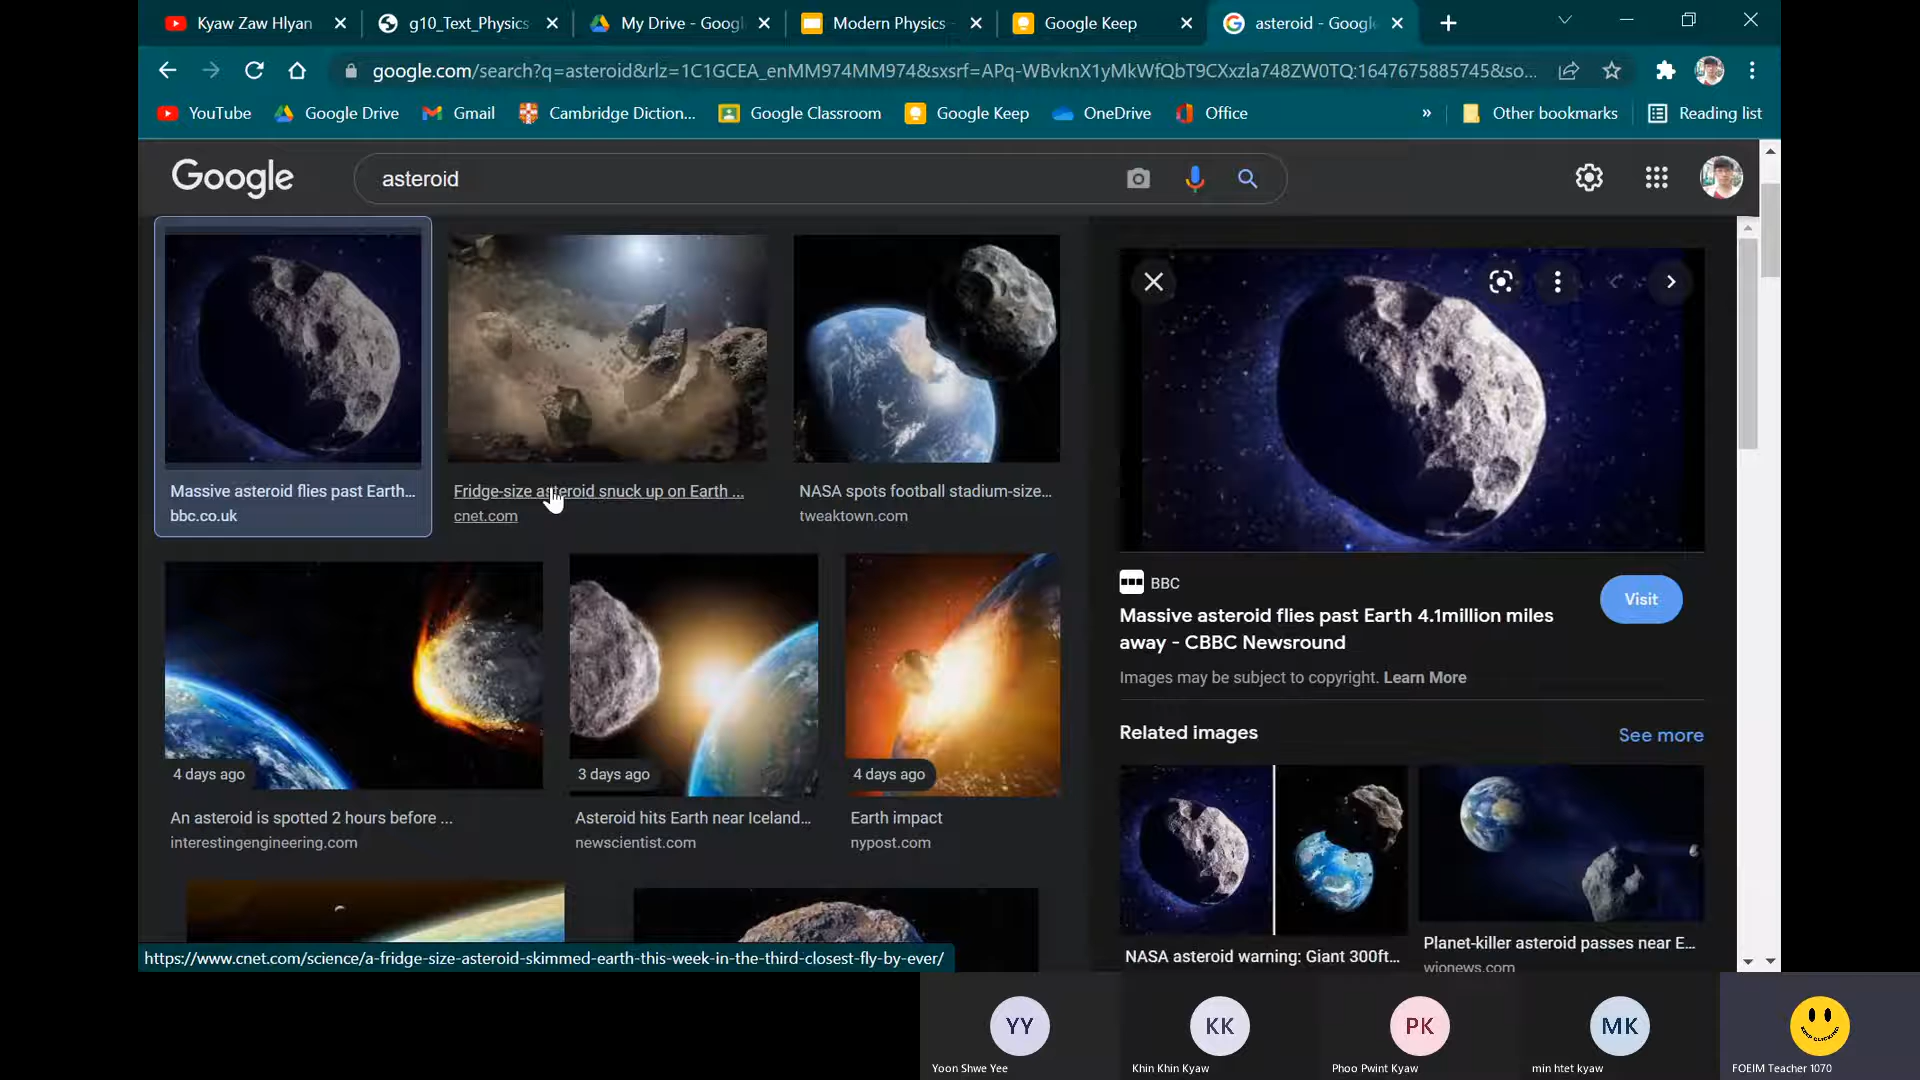 Kyaw Zaw Hlyan
g10_Text_Physics
My Drive - Googl
Modern Physics -
Google Keep
asteroid - Google
google.com/search?q=asteroid&rlz=1C1GCEA_enMM974MM974&sxsrf=APq-WBvknX1yMkWfQbT9CXxzla748ZW0TQ:1647675885745&so...
YouTube
Google Drive
Gmail
Cambridge Diction...
Google Classroom
Google Keep
OneDrive
Office
»
Other bookmarks
Reading list
Google
asteroid
Massive asteroid flies past Earth...
bbc.co.uk
Fridge-size asteroid snuck up on Earth ...
cnet.com
NASA spots football stadium-size...
tweaktown.com
4 days ago
An asteroid is spotted 2 hours before ...
interestingengineering.com
3 days ago
Asteroid hits Earth near Iceland...
newscientist.com
4 days ago
Earth impact
nypost.com
BBC
Massive asteroid flies past Earth 4.1million miles
away - CBBC Newsround
Visit
Images may be subject to copyright. Learn More
Related images
See more
NASA asteroid warning: Giant 300ft...
Planet-killer asteroid passes near E...
wionews.com
https://www.cnet.com/science/a-fridge-size-asteroid-skimmed-earth-this-week-in-the-third-closest-fly-by-ever/
YY
Yoon Shwe Yee
KK
Khin Khin Kyaw
PK
Phoo Pwint Kyaw
MK
min htet kyaw
FOEIM Teacher 1070